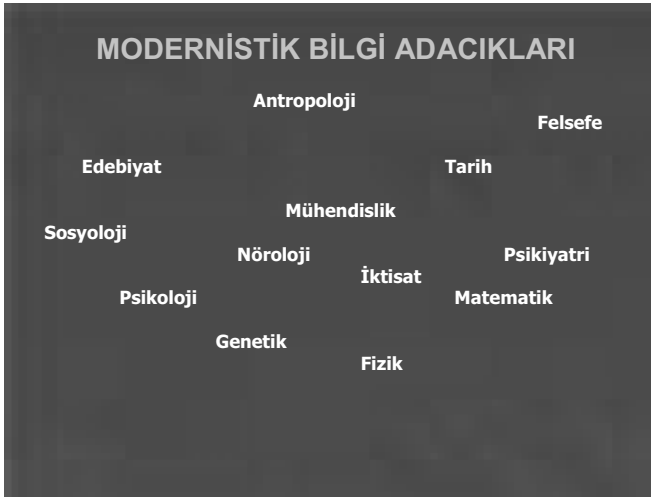 MODERNİSTİK BİLGİ ADACIKLARI
Antropoloji
Felsefe
Edebiyat
Tarih
Mühendislik
Sosyoloji
Nöroloji
Psikiyatri
İktisat
Psikoloji
Matematik
Genetik
Fizik